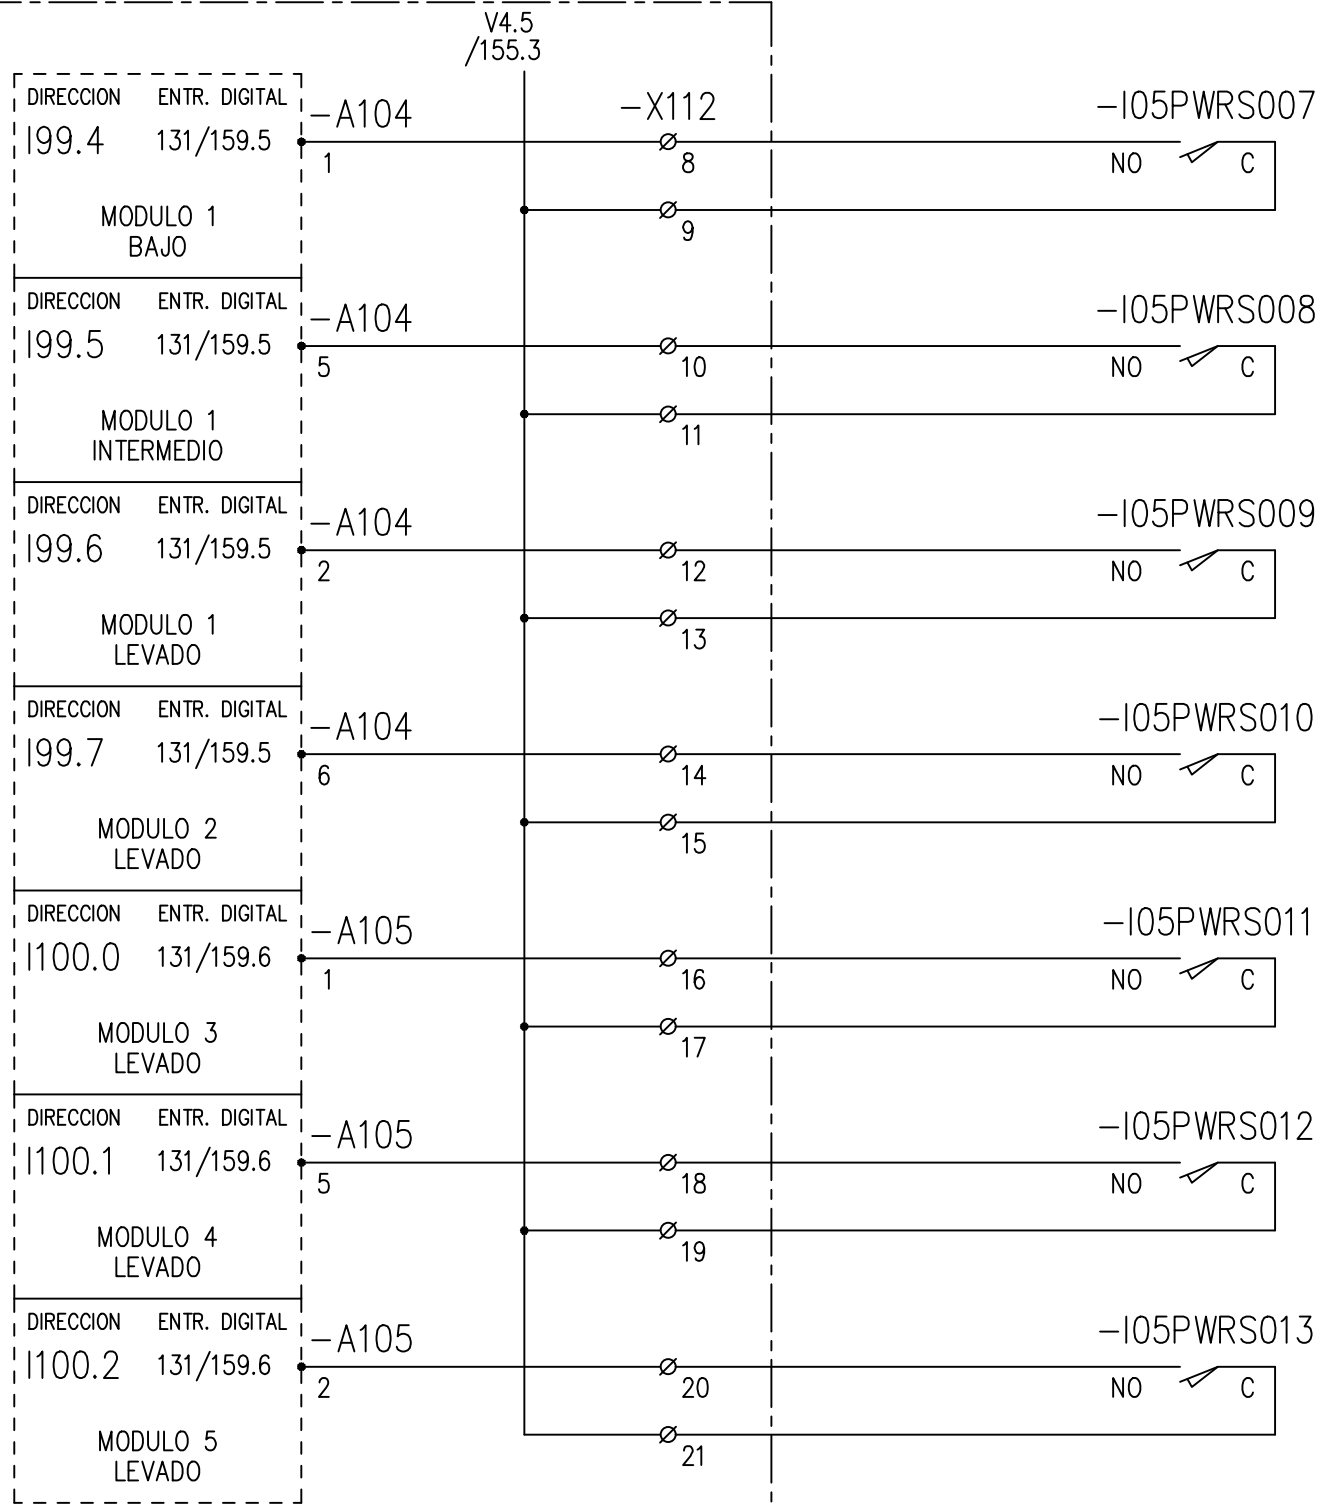 V4.5
/155.3
DIRECCION ENTR. DIGITAL
-A104
-X112
-I05PWRS007
I99.4 131/159.5
1
8
NO C
MODULO 1
9
BAJO
DIRECCION ENTR. DIGITAL
-A104
-I05PWRS008
I99.5 131/159.5
5
10
NO C
MODULO 1
11
INTERMEDIO
DIRECCION ENTR. DIGITAL
-A104
-I05PWRS009
I99.6 131/159.5
2
12
NO C
MODULO 1
13
LEVADO
DIRECCION ENTR. DIGITAL
-A104
-I05PWRS010
I99.7 131/159.5
6
14
NO C
MODULO 2
15
LEVADO
DIRECCION ENTR. DIGITAL
-A105
-I05PWRS011
I100.0 131/159.6
1
16
NO C
MODULO 3
17
LEVADO
DIRECCION ENTR. DIGITAL
-A105
-I05PWRS012
I100.1 131/159.6
5
18
NO C
MODULO 4
19
LEVADO
DIRECCION ENTR. DIGITAL
-A105
-I05PWRS013
I100.2 131/159.6
2
20
NO C
MODULO 5
21
LEVADO